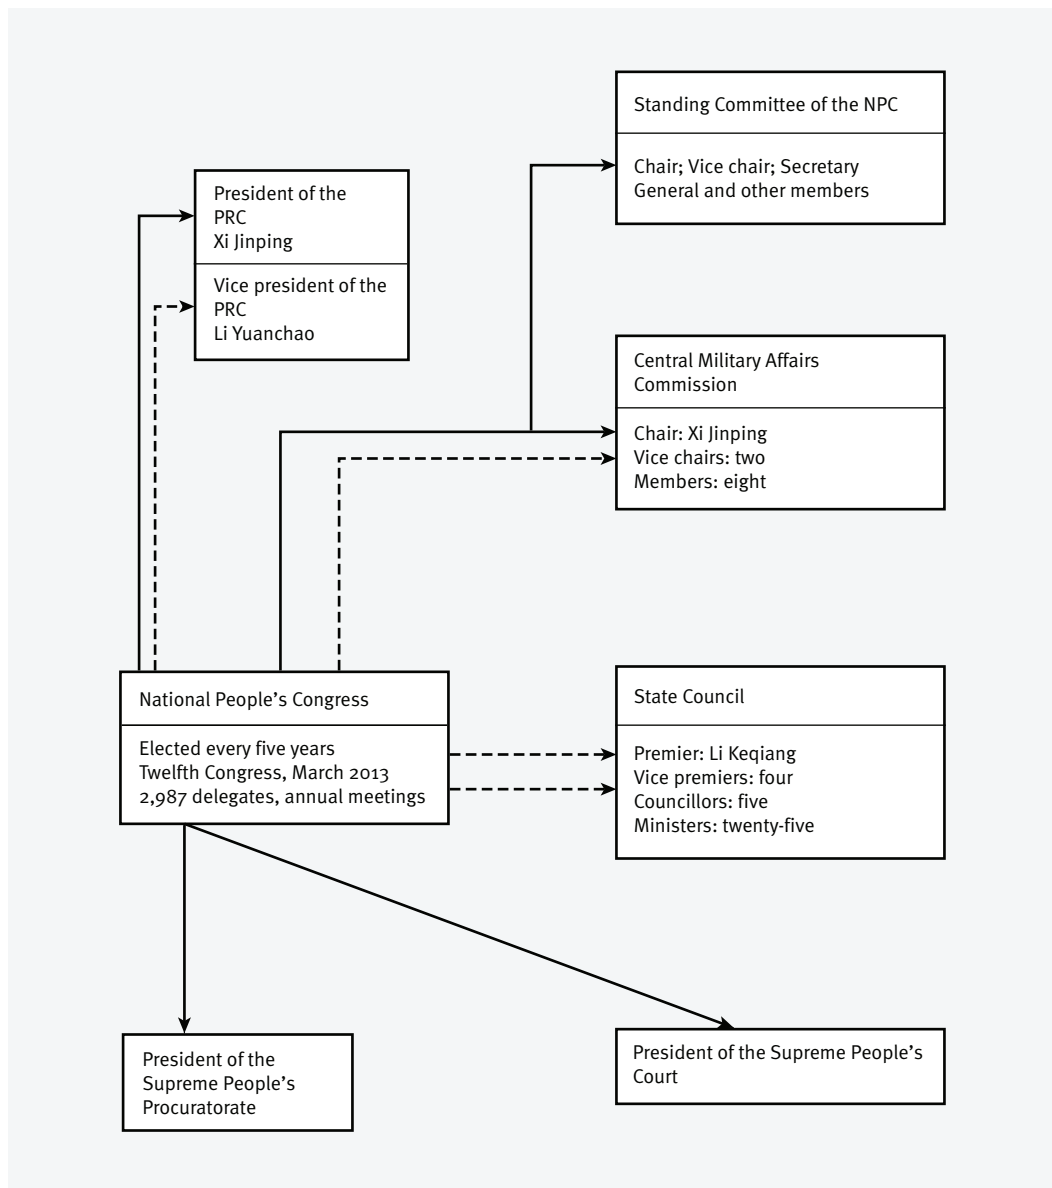 Standing Committee of the NPC
Chair; Vice chair; Secretary
General and other members
President of the
PRC
Xi Jinping
Vice president of the
PRC
Li Yuanchao
Central Military Affairs
Commission
Chair: Xi Jinping
Vice chairs: two
Members: eight
National People’s Congress
Elected every five years
Twelfth Congress, March 2013
2,987 delegates, annual meetings
State Council
Premier: Li Keqiang
Vice premiers: four
Councillors: five
Ministers: twenty-five
President of the
Supreme People’s
Procuratorate
President of the Supreme People’s
Court